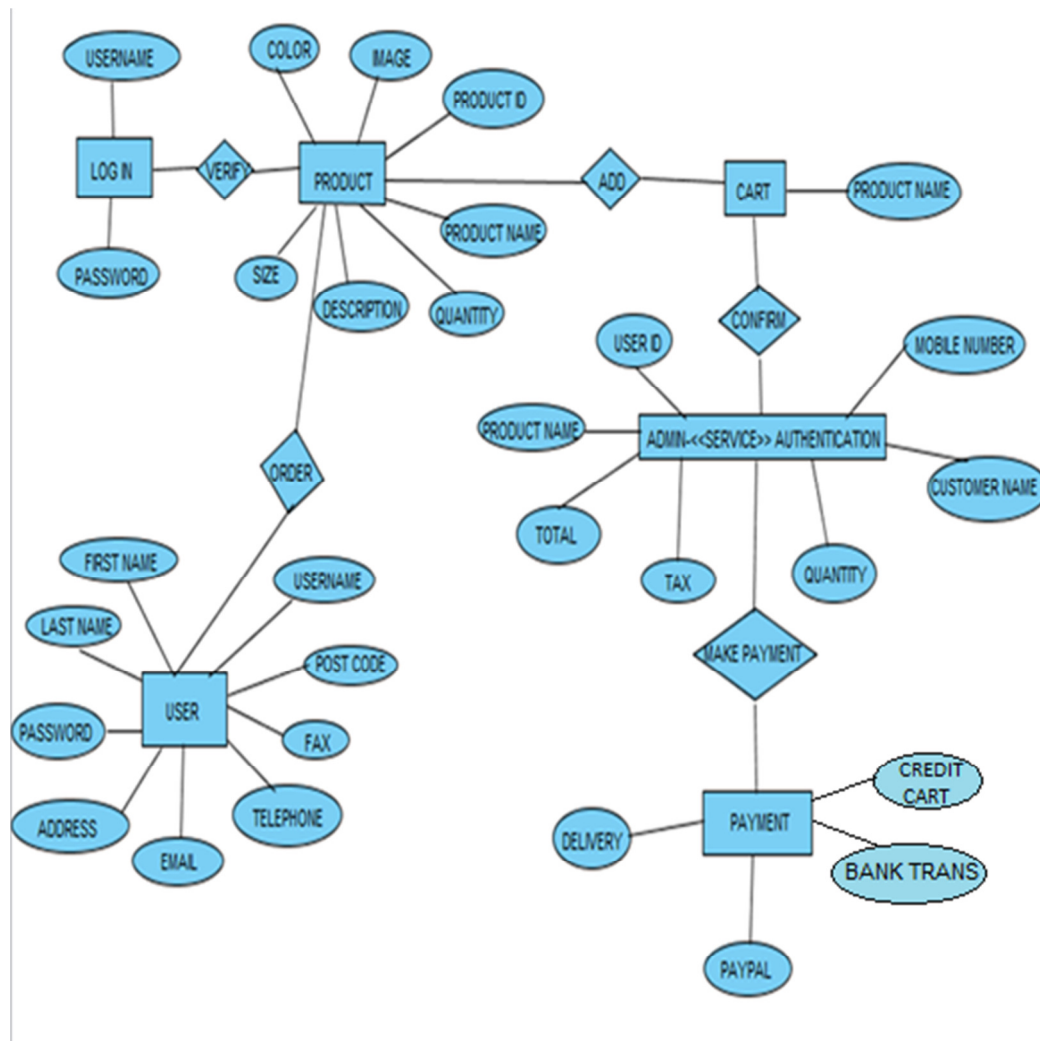 COLOR
IMAGE
USERNAME
PRODUCT ID
LOG IN
VERIFY
PRODUCT
ADD
CART
PRODUCT NAME
PRODUCT NAME
PASSWORD
SIZE
DESCRIPTION
QUANTITY
CONFIRM
USER ID
MOBILE NUMBER
PRODUCT NAME
ADMIN-<<SERVICE>> AUTHENTICATION
ORDER
CUSTOMER NAME
TOTAL
TAX
QUANTITY
FIRST NAME
USERNAME
LAST NAME
POST CODE
MAKE PAYMENT
USER
PASSWORD
FAX
ADDRESS
TELEPHONE
EMAIL
CREDIT
CART
PAYMENT
DELIVERY
BANK TRANS
PAYPAL